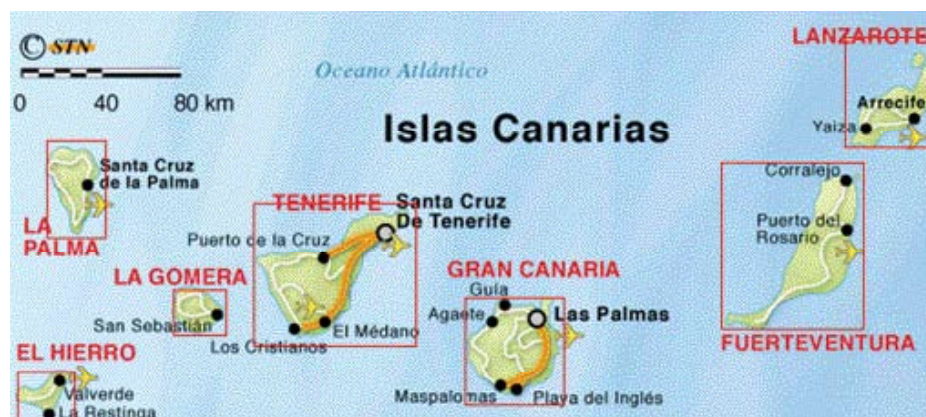 © STN
0 40 80 km
Oceano Atlántico
Islas Canarias
LANZAROTE
Arrecife
Yaiza
Corralejo
Puerto del
Rosario
FUERTEVENTURA
Santa Cruz
de la Palma
LA
PALMA
TENERIFE
Santa Cruz
De Tenerife
Puerto de la Cruz
El Médano
Los Cristianos
LA GOMERA
San Sebastián
GRAN CANARIA
Guía
Agaete
Las Palmas
Maspalomas
Playa del Inglés
EL HIERRO
Valverde
La Restinga